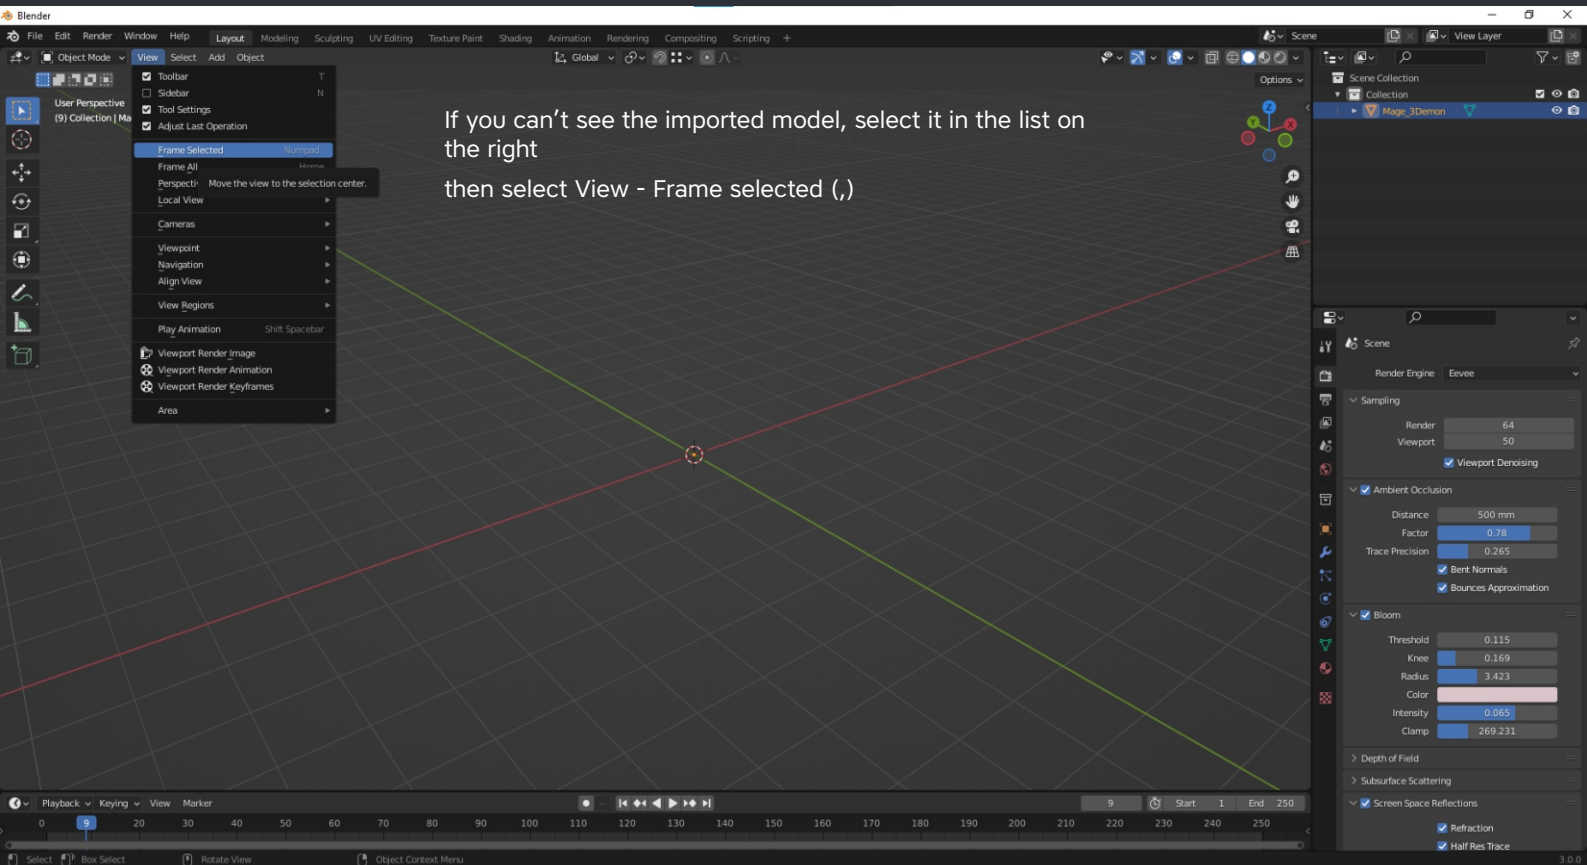 Blender
File Edit Render Window Help Layout Modeling Sculpting UV Editing Texture Paint Shading Animation Rendering Compositing Scripting + Scene View Layer
Object Mode View Select Add Object Global
Options
Toolbar T
Sidebar N
Tool Settings
Adjust Last Operation
Frame Selected Numpad .
Frame All Home
Perspecti
Move the view to the selection center.
Local View
Cameras
Viewpoint
Navigation
Align View
View Regions
Play Animation Shift Spacebar
Viewport Render Image
Viewport Render Animation
Viewport Render Keyframes
Area
User Perspective
(9) Collection | Ma
If you can’t see the imported model, select it in the list on
the right
then select View - Frame selected (,)
Z
Y
X
Scene Collection
Collection
Mage_3Demon
Scene
Render Engine Eevee
Sampling
Render 64
Viewport 50
Viewport Denoising
Ambient Occlusion
Distance 500 mm
Factor 0.78
Trace Precision 0.265
Bent Normals
Bounces Approximation
Bloom
Threshold 0.115
Knee 0.169
Radius 3.423
Color
Intensity 0.065
Clamp 269.231
Depth of Field
Subsurface Scattering
Screen Space Reflections
Refraction
Half Res Trace
Playback Keying View Marker 9 Start 1 End 250
0 9 20 30 40 50 60 70 80 90 100 110 120 130 140 150 160 170 180 190 200 210 220 230 240 250
Select Box Select Rotate View Object Context Menu 3.0.0